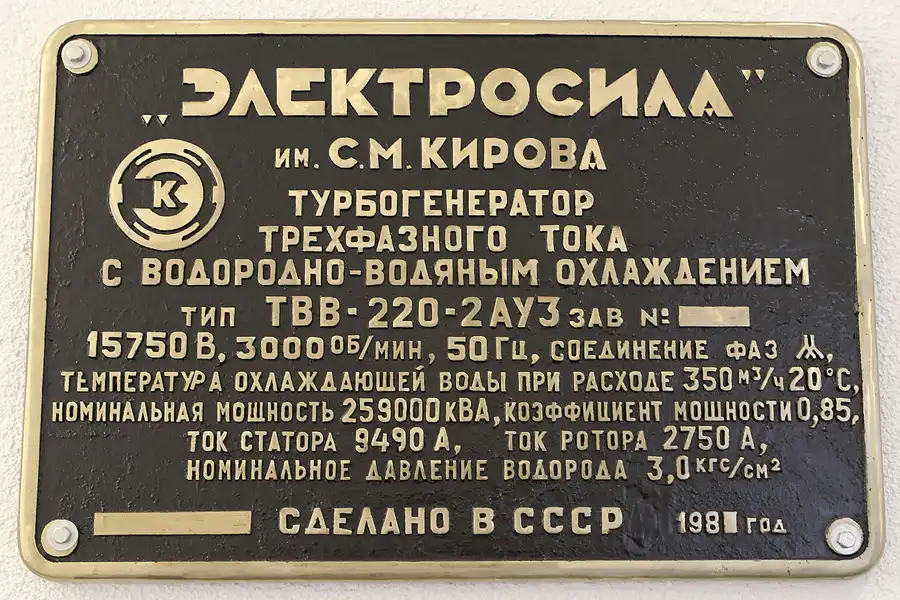 „ЭЛЕКТРОСИЛА”
ИМ. С.М. КИРОВА
ЭК
ТУРБОГЕНЕРАТОР
ТРЕХФАЗНОГО ТОКА
С ВОДОРОДНО-ВОДЯНЫМ ОХЛАЖДЕНИЕМ
ТИП ТВВ-220-2АУ3 ЗАВ №
15750 В, 3000 ОБ/МИН, 50 ГЦ, СОЕДИНЕНИЕ ФАЗ ,
ТЕМПЕРАТУРА ОХЛАЖДАЮЩЕЙ ВОДЫ ПРИ РАСХОДЕ 350 М³/Ч 20°С,
НОМИНАЛЬНАЯ МОЩНОСТЬ 259000 КВА, КОЭФФИЦИЕНТ МОЩНОСТИ 0,85,
ТОК СТАТОРА 9490 А, ТОК РОТОРА 2750 А,
НОМИНАЛЬНОЕ ДАВЛЕНИЕ ВОДОРОДА 3,0 КГС/СМ²
СДЕЛАНО В СССР 198 ГОД